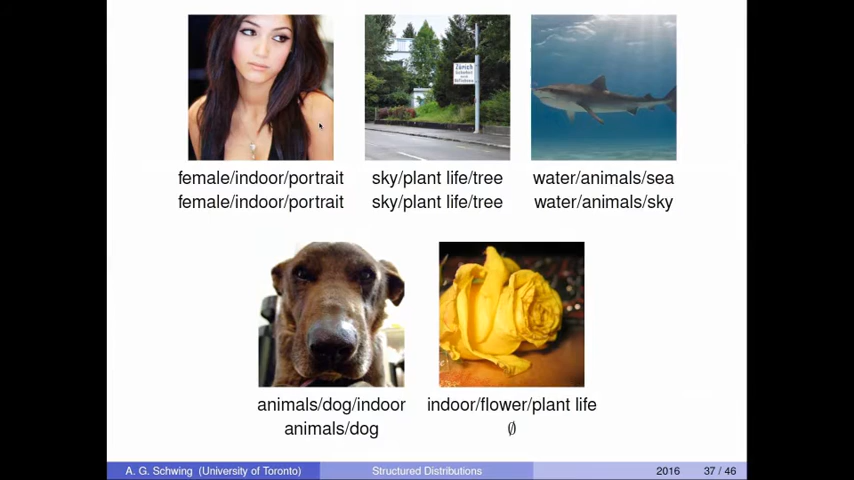 Zürich
female/indoor/portrait
female/indoor/portrait
sky/plant life/tree
sky/plant life/tree
water/animals/sea
water/animals/sky
animals/dog/indoor
animals/dog
indoor/flower/plant life
∅
A. G. Schwing (University of Toronto)
Structured Distributions
2016
37 / 46